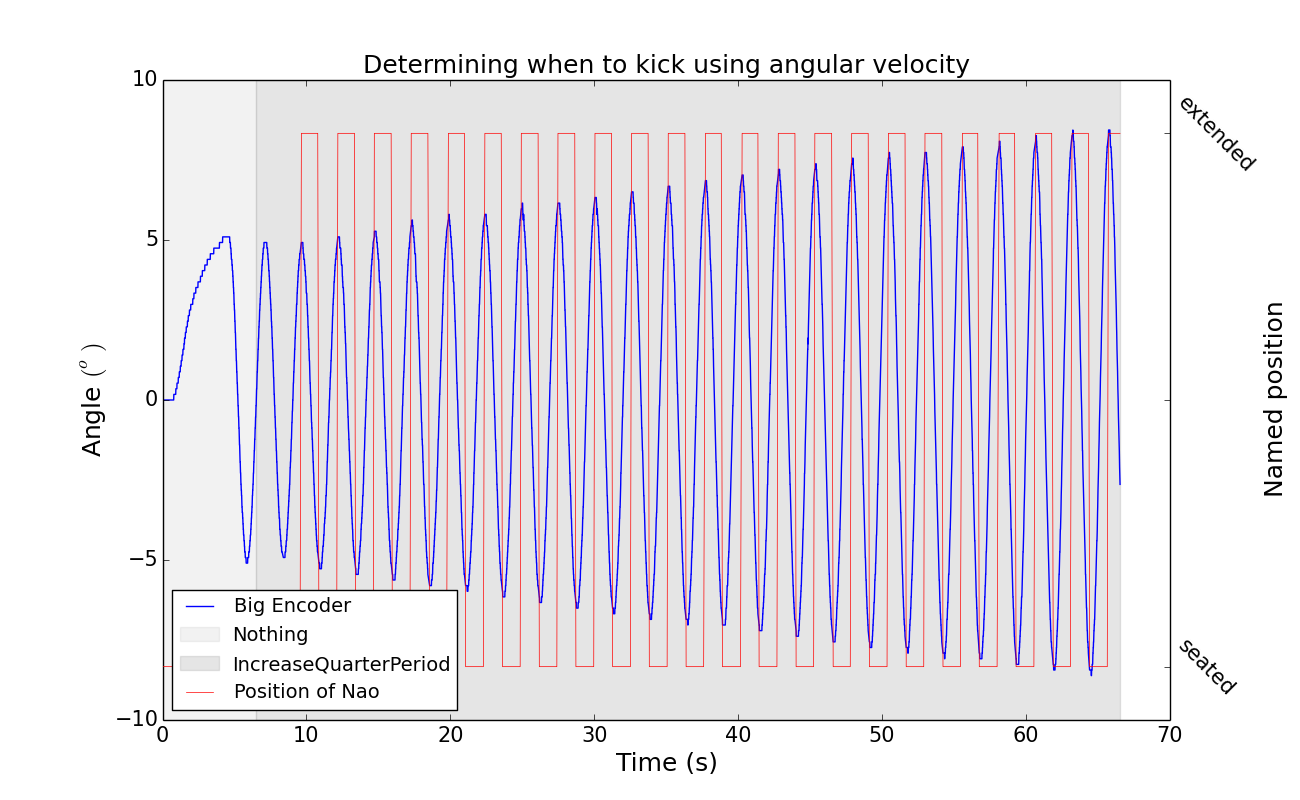 Determining when to kick using angular velocity
10
5
0
−5
−10
Angle (°)
0 10 20 30 40 50 60 70
Time (s)
extended
seated
Named position
Big Encoder
Nothing
IncreaseQuarterPeriod
Position of Nao